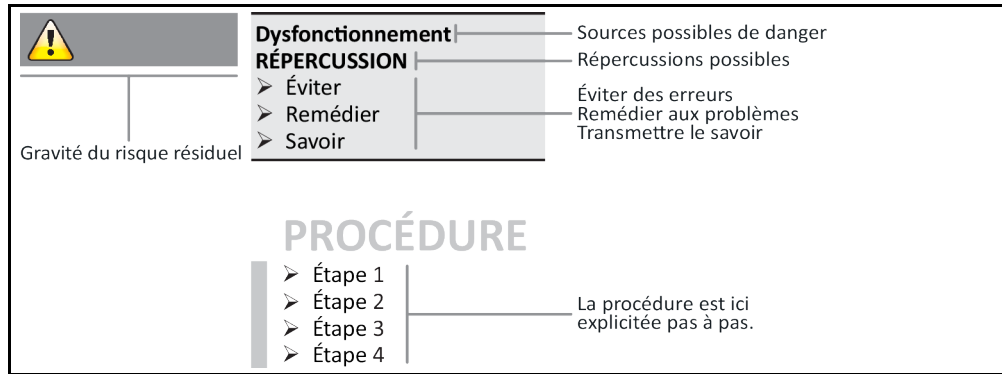 Dysfonctionnement
Sources possibles de danger
RÉPERCUSSION
Répercussions possibles
➢ Éviter
➢ Remédier
➢ Savoir
Éviter des erreurs
Remédier aux problèmes
Transmettre le savoir
Gravité du risque résiduel
PROCÉDURE
➢ Étape 1
➢ Étape 2
➢ Étape 3
➢ Étape 4
La procédure est ici
explicitée pas à pas.